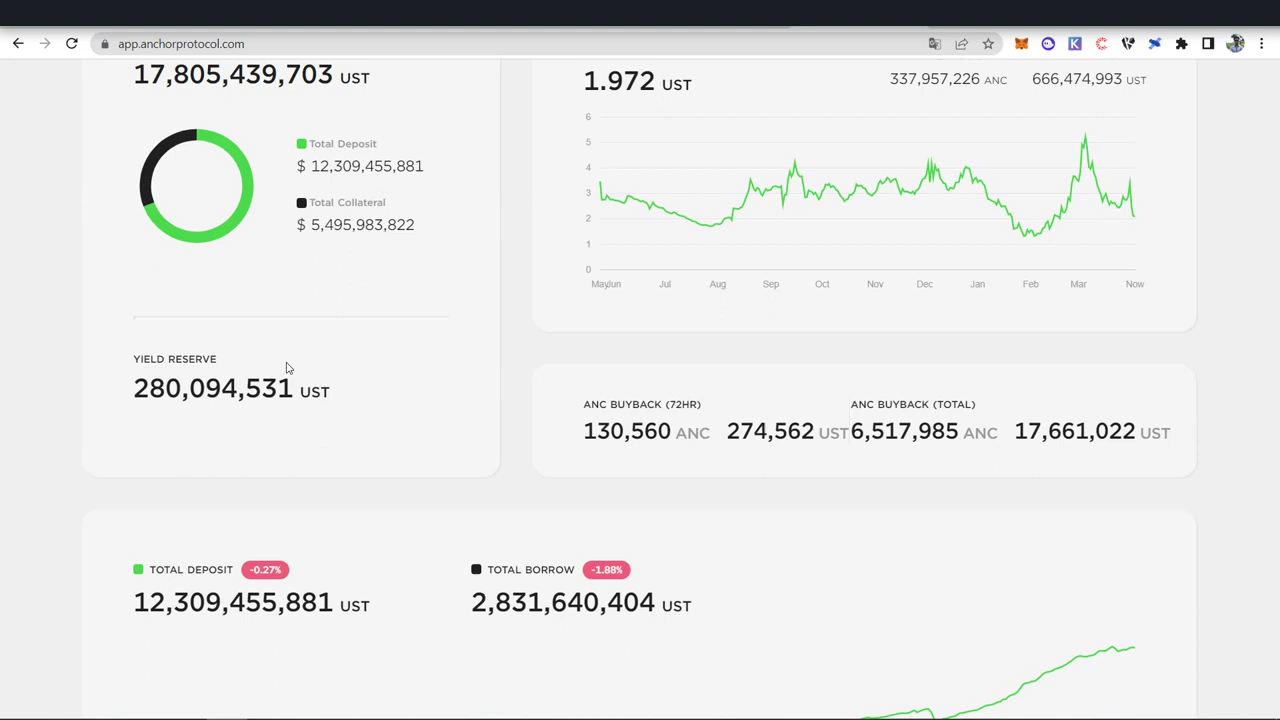 app.anchorprotocol.com
17,805,439,703 UST
Total Deposit
$ 12,309,455,881
Total Collateral
$ 5,495,983,822
YIELD RESERVE
280,094,531 UST
1.972 UST
337,957,226 ANC 666,474,993 UST
6
5
4
3
2
1
0
MayJun Jul Aug Sep Oct Nov Dec Jan Feb Mar Now
ANC BUYBACK (72HR) ANC BUYBACK (TOTAL)
130,560 ANC 274,562 UST 6,517,985 ANC 17,661,022 UST
TOTAL DEPOSIT -0.27% TOTAL BORROW -1.88%
12,309,455,881 UST 2,831,640,404 UST